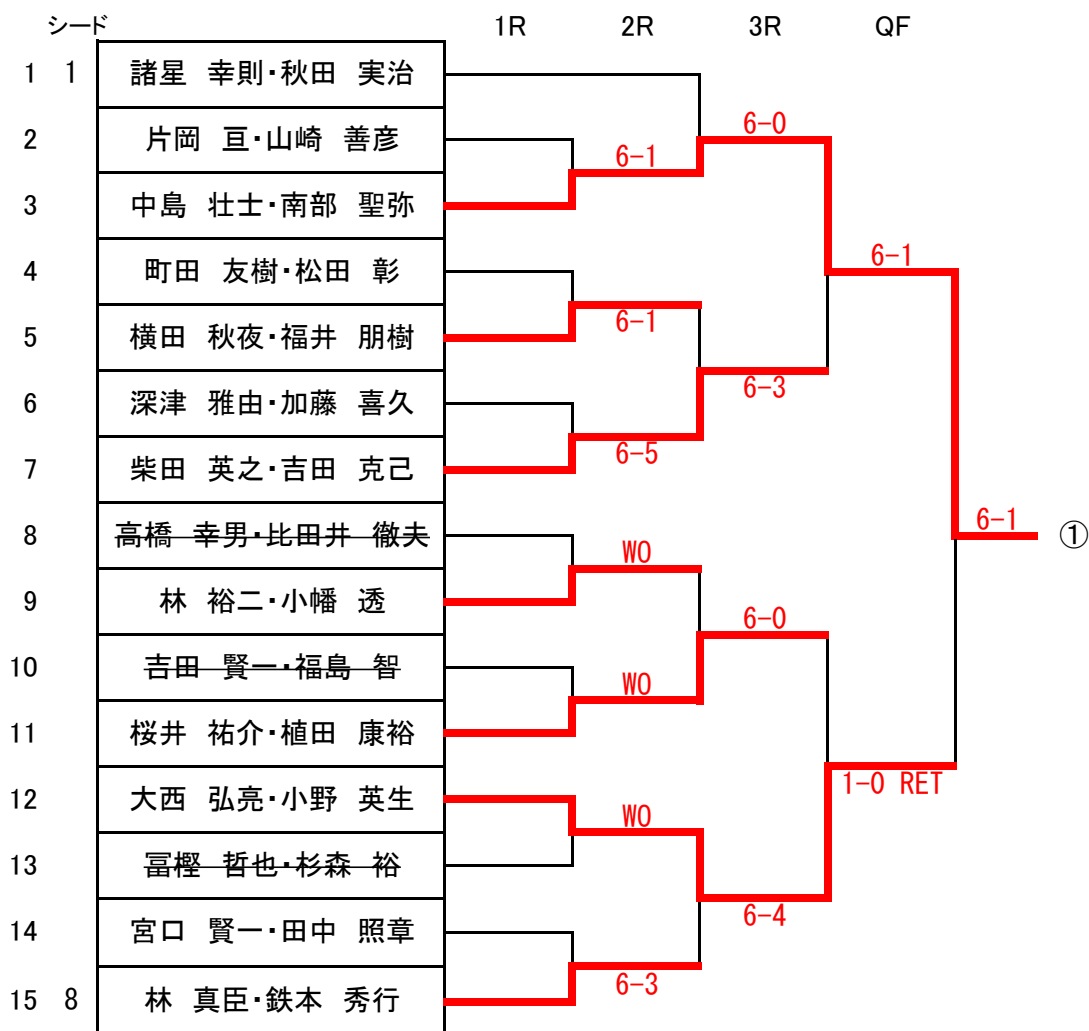 シード 1R 2R 3R QF
1 1 諸星 幸則・秋田 実治
6-0
2 片岡 亘・山崎 善彦
6-1
3 中島 壮士・南部 聖弥
4 町田 友樹・松田 彰
6-1
6-1
5 横田 秋夜・福井 朋樹
6-3
6 深津 雅由・加藤 喜久
6-5
7 柴田 英之・吉田 克己
6-1 ①
8 高橋 幸男・比田井 徹夫
WO
9 林 裕二・小幡 透
6-0
10 吉田 賢一・福島 智
WO
11 桜井 祐介・植田 康裕
1-0 RET
12 大西 弘亮・小野 英生
WO
13 冨樫 哲也・杉森 裕
6-4
14 宮口 賢一・田中 照章
6-3
15 8 林 真臣・鉄本 秀行